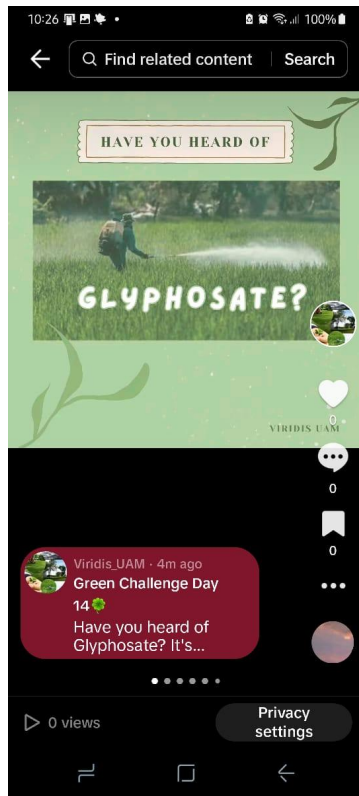 10:26
100%
Find related content
Search
HAVE YOU HEARD OF
GLYPHOSATE?
VIRIDIS UAM
0
0
0
Viridis_UAM · 4m ago
Green Challenge Day
14🍀
Have you heard of
Glyphosate? It's...
0 views
Privacy
settings